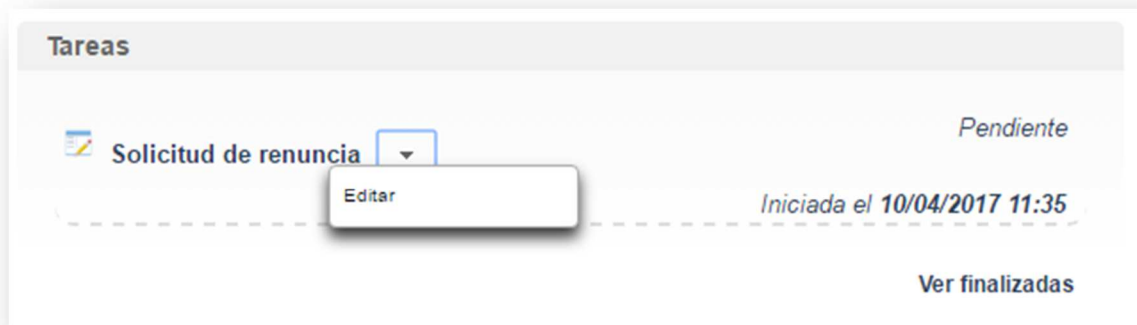 Tareas
Pendiente
Solicitud de renuncia
Editar
Iniciada el 10/04/2017 11:35
Ver finalizadas